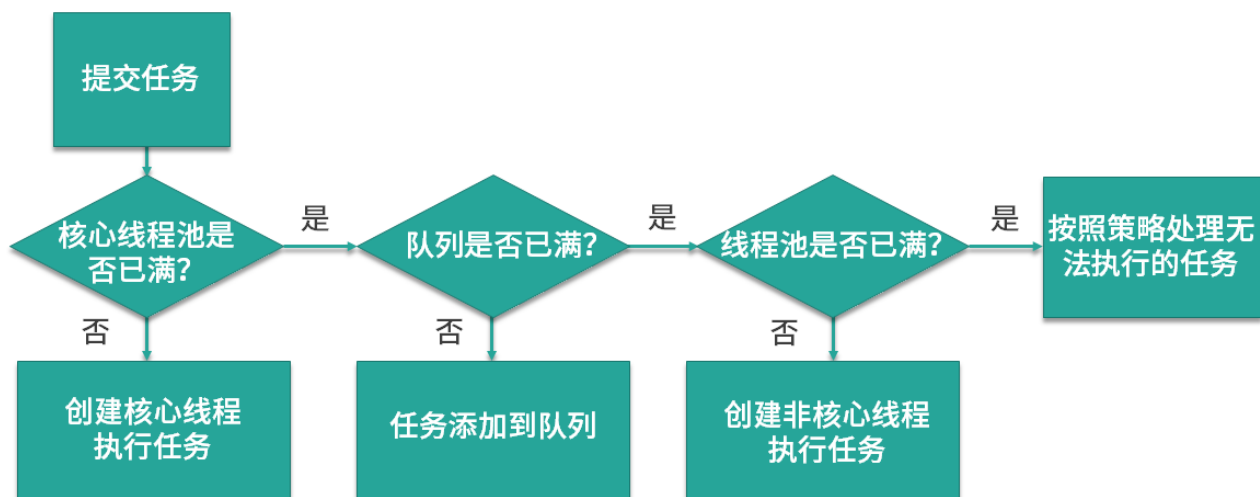 提交任务
核心线程池是
否已满？
是
队列是否已满？
是
线程池是否已满？
是
按照策略处理无
法执行的任务
否
创建核心线程
执行任务
否
任务添加到队列
否
创建非核心线程
执行任务